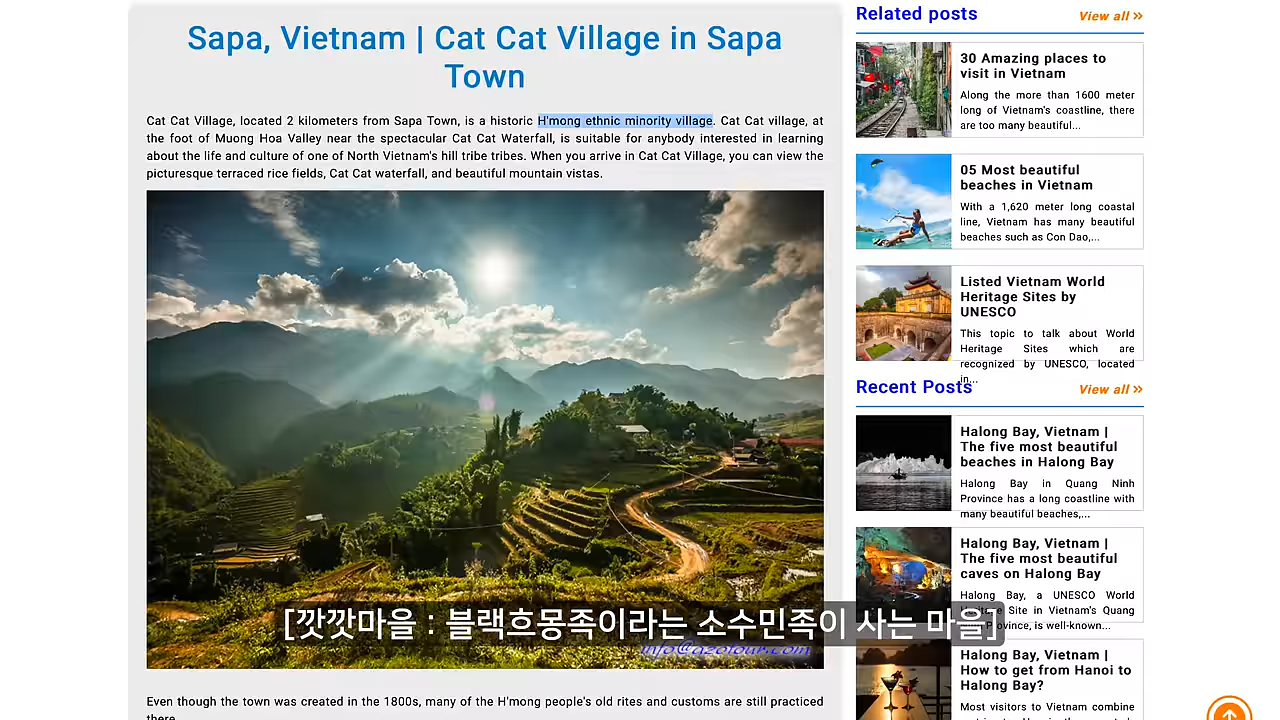 Sapa, Vietnam | Cat Cat Village in Sapa
Town
Cat Cat Village, located 2 kilometers from Sapa Town, is a historic H'mong ethnic minority village. Cat Cat village, at
the foot of Muong Hoa Valley near the spectacular Cat Cat Waterfall, is suitable for anybody interested in learning
about the life and culture of one of North Vietnam's hill tribe tribes. When you arrive in Cat Cat Village, you can view the
picturesque terraced rice fields, Cat Cat waterfall, and beautiful mountain vistas.
[깟깟마을 : 블랙흐몽족이라는 소수민족이 사는 마을]
info@a2otour.com
Even though the town was created in the 1800s, many of the H'mong people's old rites and customs are still practiced
there.
Related posts
View all »
30 Amazing places to
visit in Vietnam
Along the more than 1600 meter
long of Vietnam's coastline, there
are too many beautiful...
05 Most beautiful
beaches in Vietnam
With a 1,620 meter long coastal
line, Vietnam has many beautiful
beaches such as Con Dao,...
Listed Vietnam World
Heritage Sites by
UNESCO
This topic to talk about World
Heritage Sites which are
recognized by UNESCO, located
in...
Recent Posts
View all »
Halong Bay, Vietnam |
The five most beautiful
beaches in Halong Bay
Halong Bay in Quang Ninh
Province has a long coastline with
many beautiful beaches,...
Halong Bay, Vietnam |
The five most beautiful
caves on Halong Bay
Halong Bay, a UNESCO World
Heritage Site in Vietnam's Quang
Province, is well-known...
Halong Bay, Vietnam |
How to get from Hanoi to
Halong Bay?
Most visitors to Vietnam combine